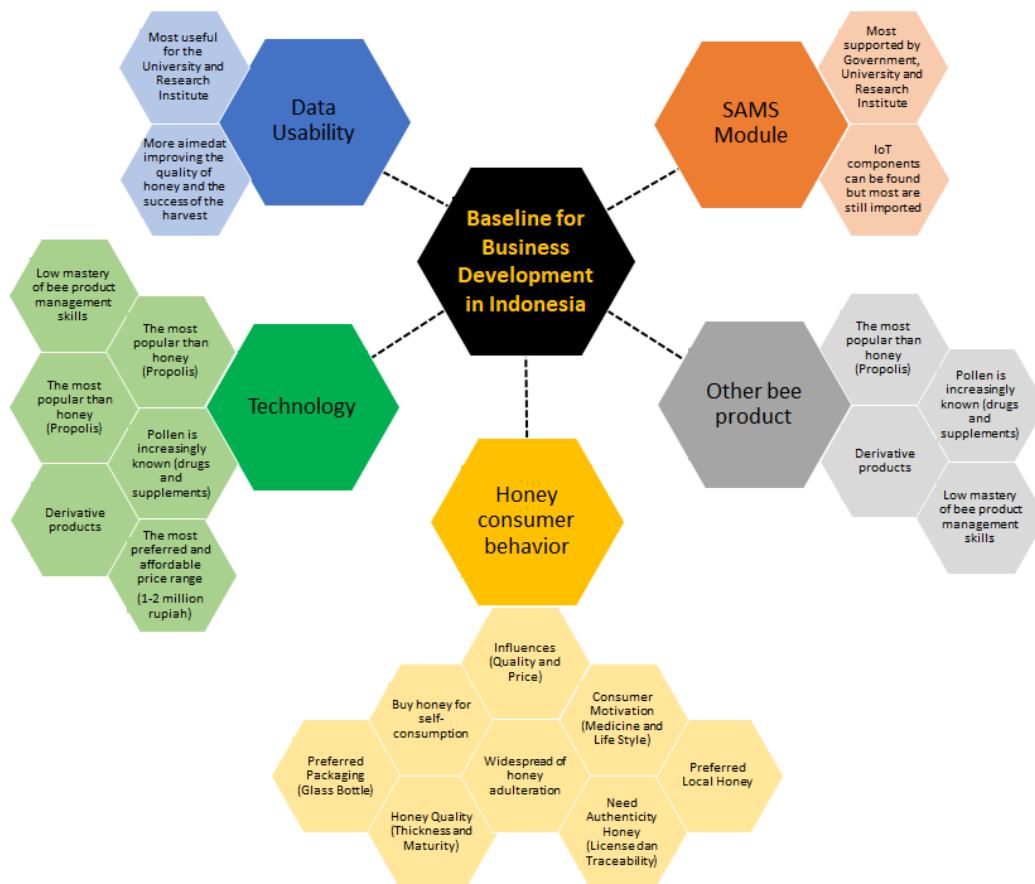 Most useful
for the
University and
Research
Institute
Data
Usability
More aimedat
improving the
quality of
honey and the
success of the
harvest
SAMS
Module
Most
supported by
Government,
University and
Research
Institute
IoT
components
can be found
but most are
still imported
Baseline for
Business
Development
in Indonesia
Low mastery
of bee product
management
skills
The most
popular than
honey
(Propolis)
The most
popular than
honey
(Propolis)
Technology
Pollen is
increasingly
known (drugs
and
supplements)
Derivative
products
The most
preferred and
affordable
price range
(1-2 million
rupiah)
Other bee
product
The most
popular than
honey
(Propolis)
Pollen is
increasingly
known (drugs
and
supplements)
Derivative
products
Low mastery
of bee product
management
skills
Honey
consumer
behavior
Influences
(Quality and
Price)
Buy honey for
self-
consumption
Consumer
Motivation
(Medicine and
Life Style)
Preferred
Packaging
(Glass Bottle)
Widespread of
honey
adulteration
Preferred
Local Honey
Honey Quality
(Thickness and
Maturity)
Need
Authenticity
Honey
(License dan
Traceability)